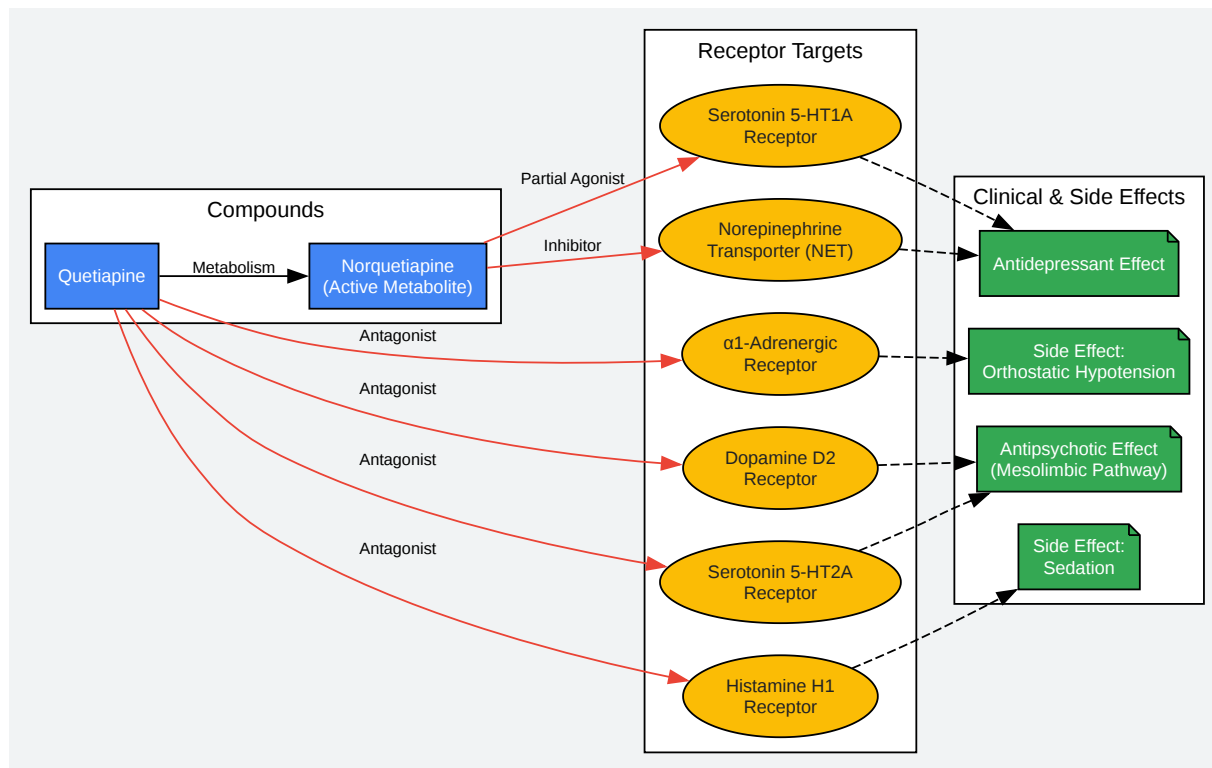 Compounds
Quetiapine
Metabolism
Norquetiapine
(Active Metabolite)
Partial Agonist
Inhibitor
Antagonist
Antagonist
Antagonist
Antagonist
Receptor Targets
Serotonin 5-HT1A
Receptor
Norepinephrine
Transporter (NET)
α1-Adrenergic
Receptor
Dopamine D2
Receptor
Serotonin 5-HT2A
Receptor
Histamine H1
Receptor
Clinical & Side Effects
Antidepressant Effect
Side Effect:
Orthostatic Hypotension
Antipsychotic Effect
(Mesolimbic Pathway)
Side Effect:
Sedation